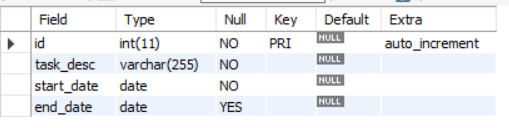 Field Type Null Key Default Extra
id int(11) NO PRI NULL auto_increment
task_desc varchar(255) NO NULL
start_date date NO NULL
end_date date YES NULL